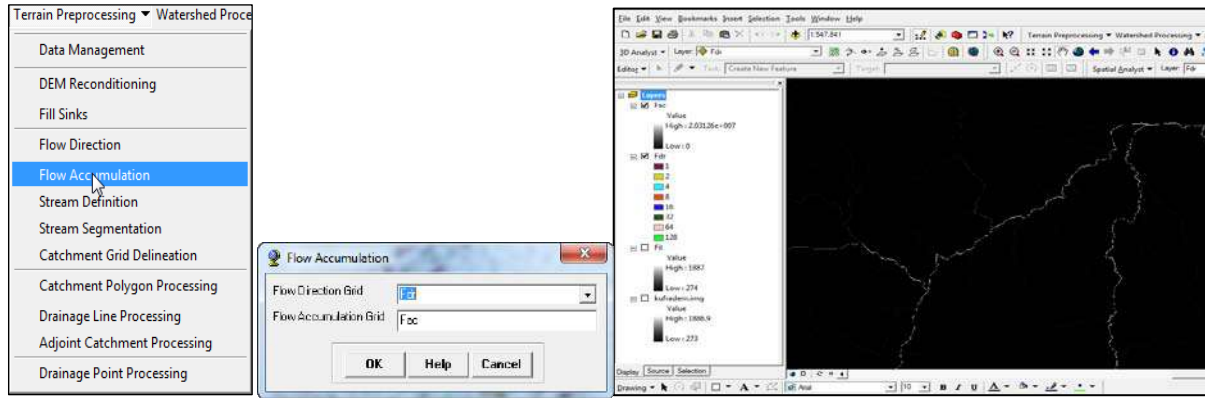 Terrain Preprocessing ▼ Watershed Proce
Data Management
DEM Reconditioning
Fill Sinks
Flow Direction
Flow Accumulation
Stream Definition
Stream Segmentation
Catchment Grid Delineation
Catchment Polygon Processing
Drainage Line Processing
Adjoint Catchment Processing
Drainage Point Processing
Flow Accumulation
Flow Direction Grid Fdr
Flow Accumulation Grid Fac
OK Help Cancel
File Edit View Bookmarks Insert Selection Tools Window Help
Terrain Preprocessing ▼ Watershed Processing ▼
3D Analyst ▼ Layer: Fdr
Editor ▼ Task: Create New Feature Target:
Spatial Analyst ▼ Layer: Fdr
Layers
Fac
Value
High : 2.03126e+007
Low : 0
Fdr
1
2
4
8
16
32
64
128
Fil
Value
High : 1887
Low : 274
kufradem.img
Value
High : 1886.9
Low : 273
Display Source Selection
Drawing ▼ A ▼ Arial 10 B I U A ▼